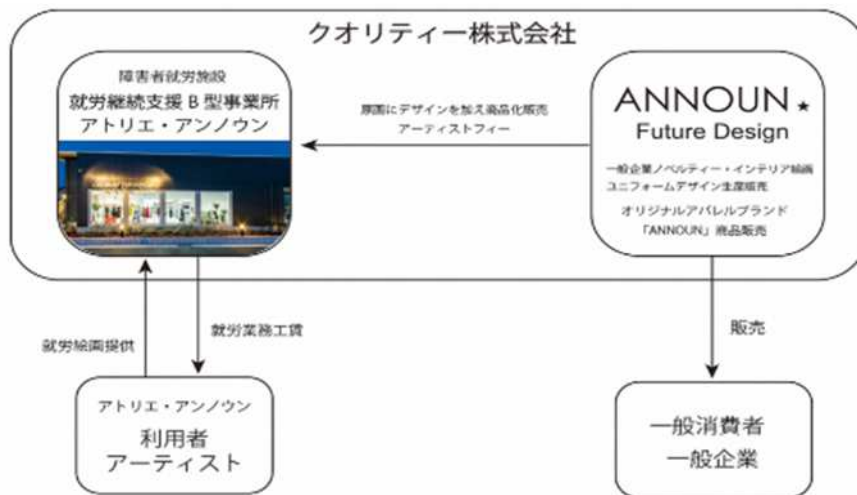 クオリティー株式会社
障害者就労施設
就労継続支援B型事業所
アトリエ・アンノウン
原画にデザインを加え商品化販売
アーティストフィー
ANNOUN.
Future Design
一般企業ノベルティー・インテリア絵画
ユニフォームデザイン生産販売
オリジナルアパレルブランド
「ANNOUN」商品販売
就労絵画提供
就労業務工賃
販売
アトリエ・アンノウン
利用者
アーティスト
一般消費者
一般企業